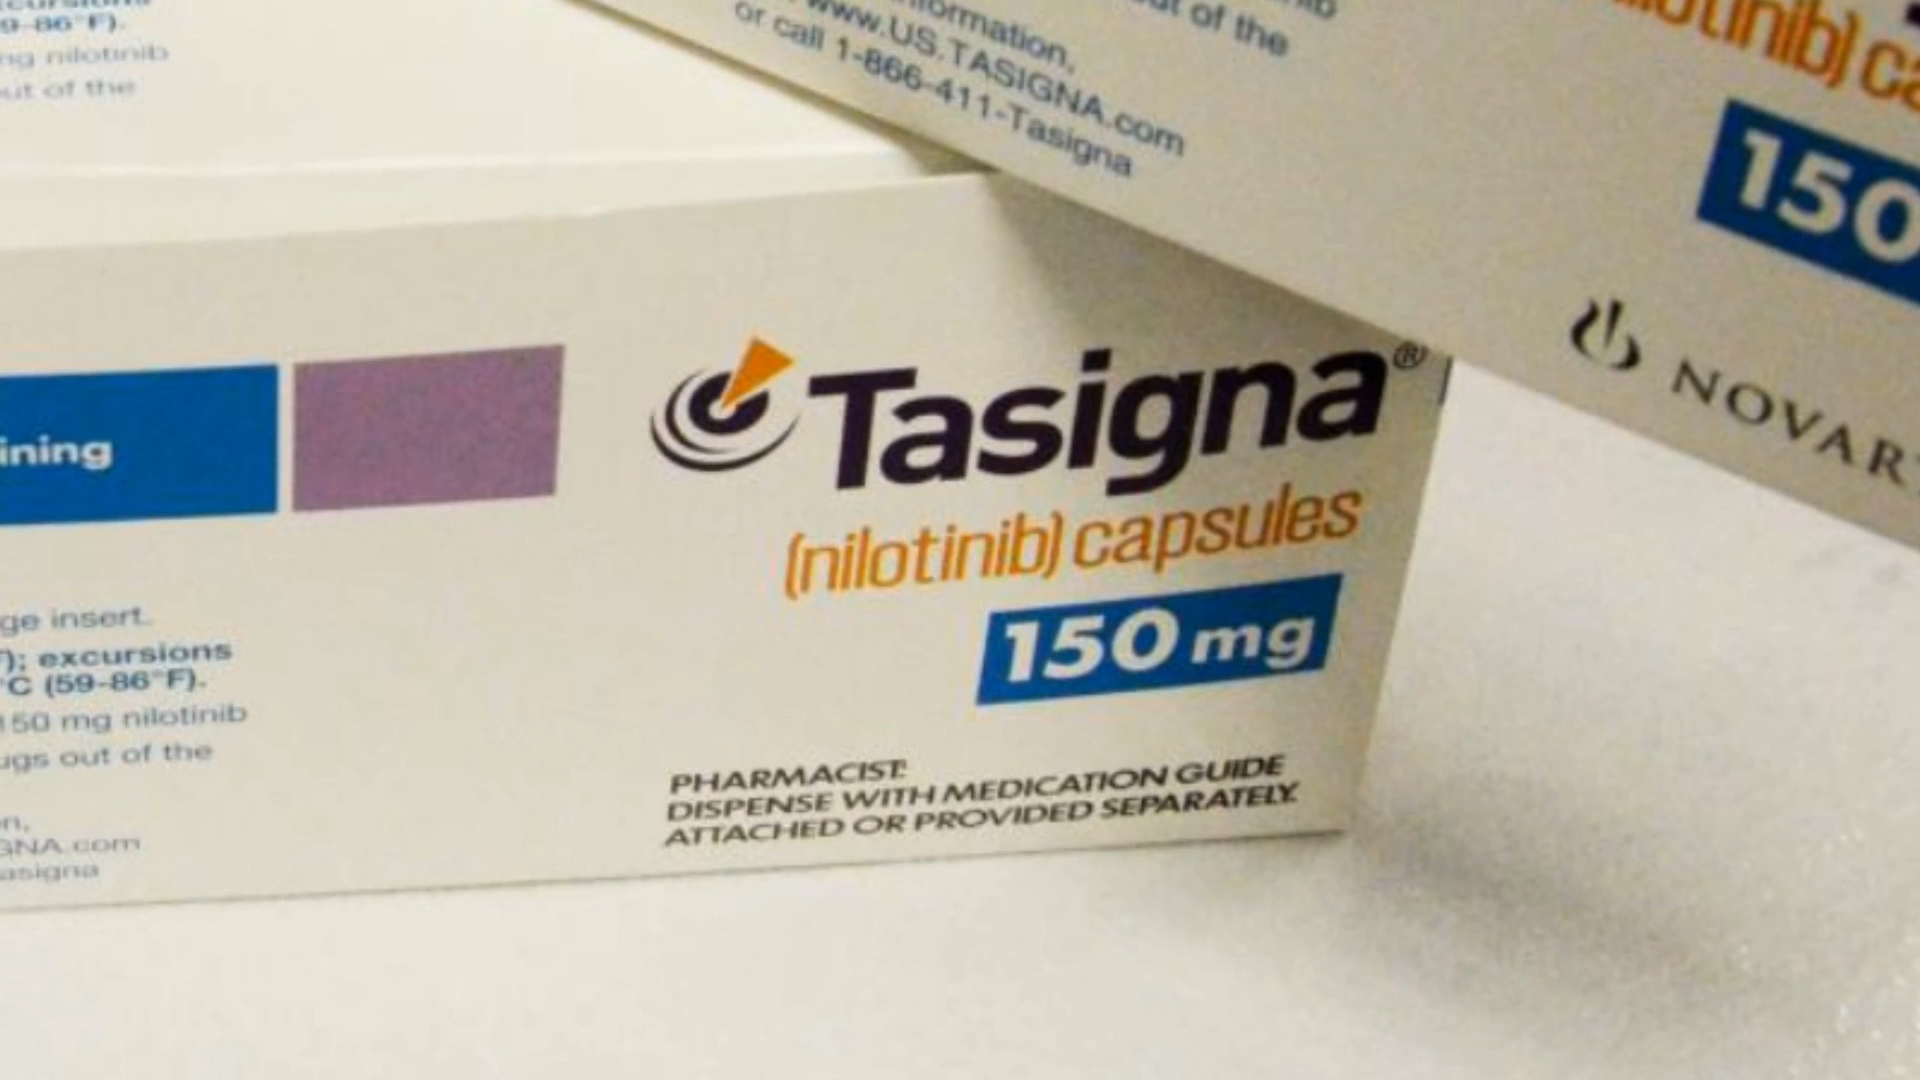 9-86°F).
ng nilotinib
ut of the
www.US.TASIGNA.com
or call 1-866-411-Tasigna
out of the
150
NOVAR
ining
Tasigna®
(nilotinib) capsules
150 mg
PHARMACIST:
DISPENSE WITH MEDICATION GUIDE
ATTACHED OR PROVIDED SEPARATELY.
ge insert.
); excursions
°C (59-86°F).
150 mg nilotinib
ugs out of the
n,
GNA.com
asigna